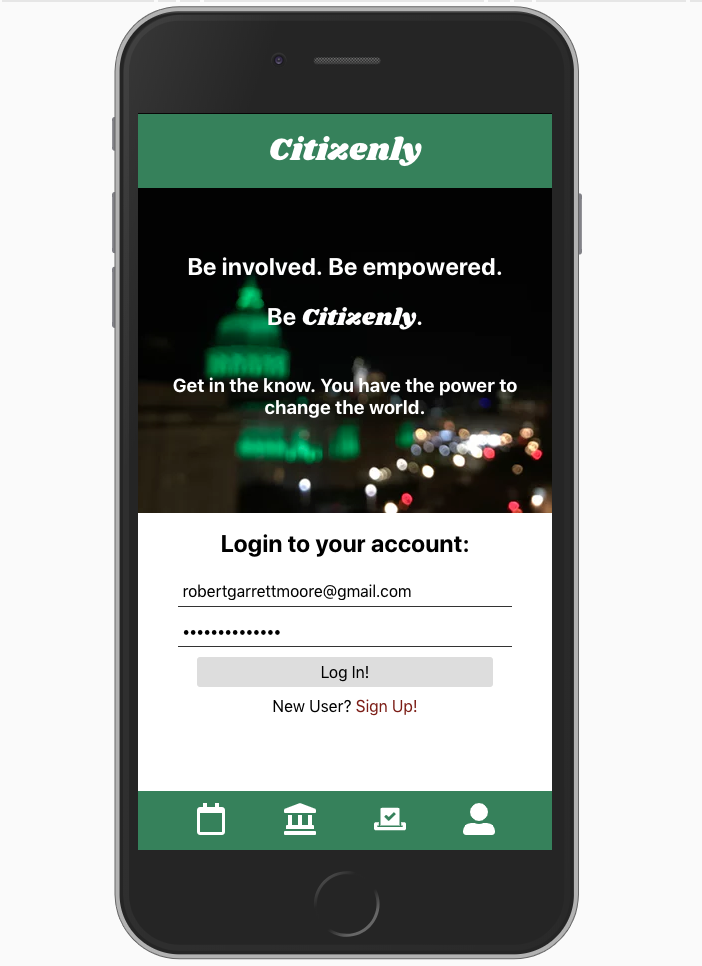 Citizenly
Be involved. Be empowered.
Be Citizenly.
Get in the know. You have the power to
change the world.
Login to your account:
robertgarrettmoore@gmail.com
••••••••••••••
Log In!
New User? Sign Up!